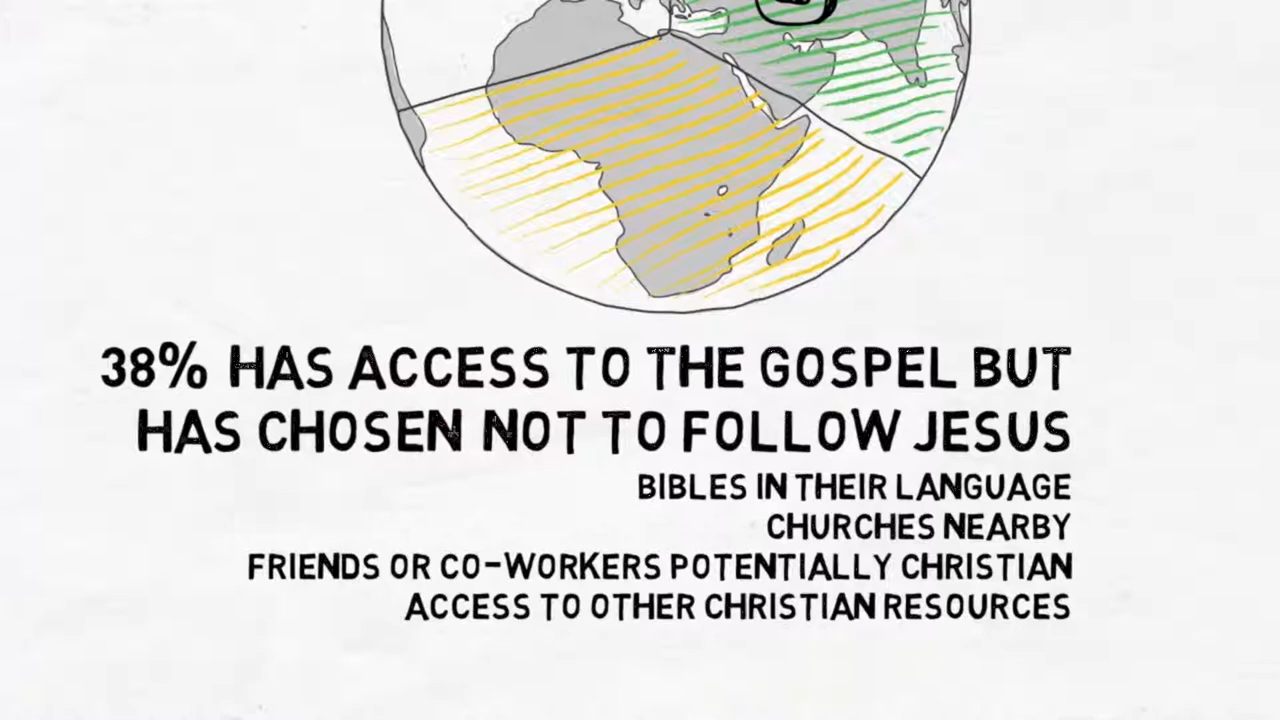 38% HAS ACCESS TO THE GOSPEL BUT
HAS CHOSEN NOT TO FOLLOW JESUS
BIBLES IN THEIR LANGUAGE
CHURCHES NEARBY
FRIENDS OR CO-WORKERS POTENTIALLY CHRISTIAN
ACCESS TO OTHER CHRISTIAN RESOURCES